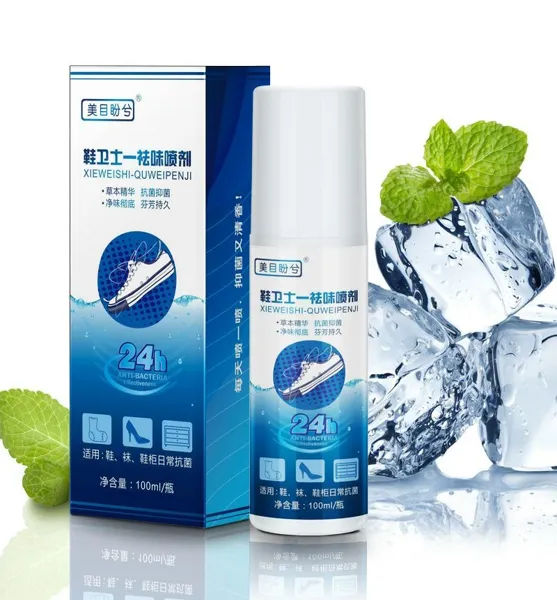 美目盼兮®
鞋卫士一祛味喷剂
XIEWEISHI-QUWEIPENJI
•草本精华 抗菌抑菌
•净味彻底 芬芳持久
每天喷一喷，抑菌又清香！
24h
ANTI-BACTERIA
Effectiveness
适用:鞋、袜、鞋柜日常抗菌
净含量：100ml/瓶
美目盼兮®
鞋卫士一祛味喷剂
XIEWEISHI-QUWEIPENJI
•草本精华 抗菌抑菌
•净味彻底 芬芳持久
24h
ANTI-BACTERIA
适用:鞋、袜、鞋柜日常抗菌
净含量：100ml/瓶